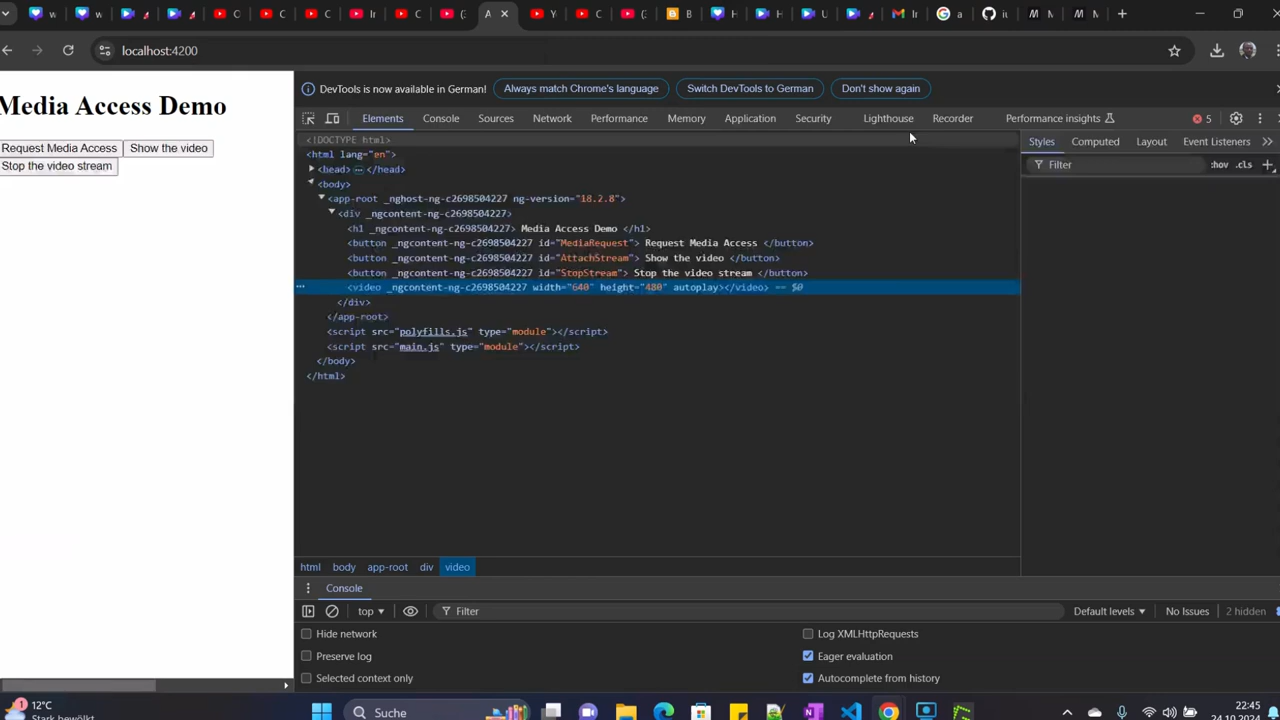 localhost:4200
DevTools is now available in German! Always match Chrome's language Switch DevTools to German Don't show again
Media Access Demo
Request Media Access Show the video
Stop the video stream
Elements Console Sources Network Performance Memory Application Security Lighthouse Recorder Performance insights 5
<!DOCTYPE html>
<html lang="en">
<head> … </head>
<body>
<app-root _nghost-ng-c2698504227 ng-version="18.2.8">
<div _ngcontent-ng-c2698504227>
<h1 _ngcontent-ng-c2698504227> Media Access Demo </h1>
<button _ngcontent-ng-c2698504227 id="MediaRequest"> Request Media Access </button>
<button _ngcontent-ng-c2698504227 id="AttachStream"> Show the video </button>
<button _ngcontent-ng-c2698504227 id="StopStream"> Stop the video stream </button>
<video _ngcontent-ng-c2698504227 width="640" height="480" autoplay></video> == $0
</div>
</app-root>
<script src="polyfills.js" type="module"></script>
<script src="main.js" type="module"></script>
</body>
</html>
Styles Computed Layout Event Listeners
Filter :hov .cls
html body app-root div video
Console
top Filter Default levels No Issues 2 hidden
Hide network Log XMLHttpRequests
Preserve log Eager evaluation
Selected context only Autocomplete from history
1 12°C
Stark bewölkt
Suche
22:45
24.10.2024